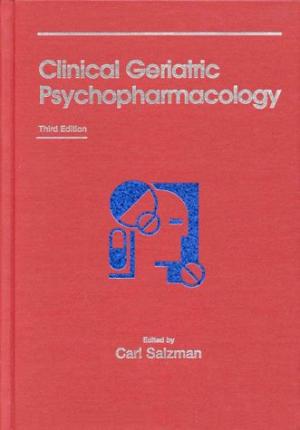 Clinical Geriatric
Psychopharmacology
Third Edition
Edited by
Carl Salzman